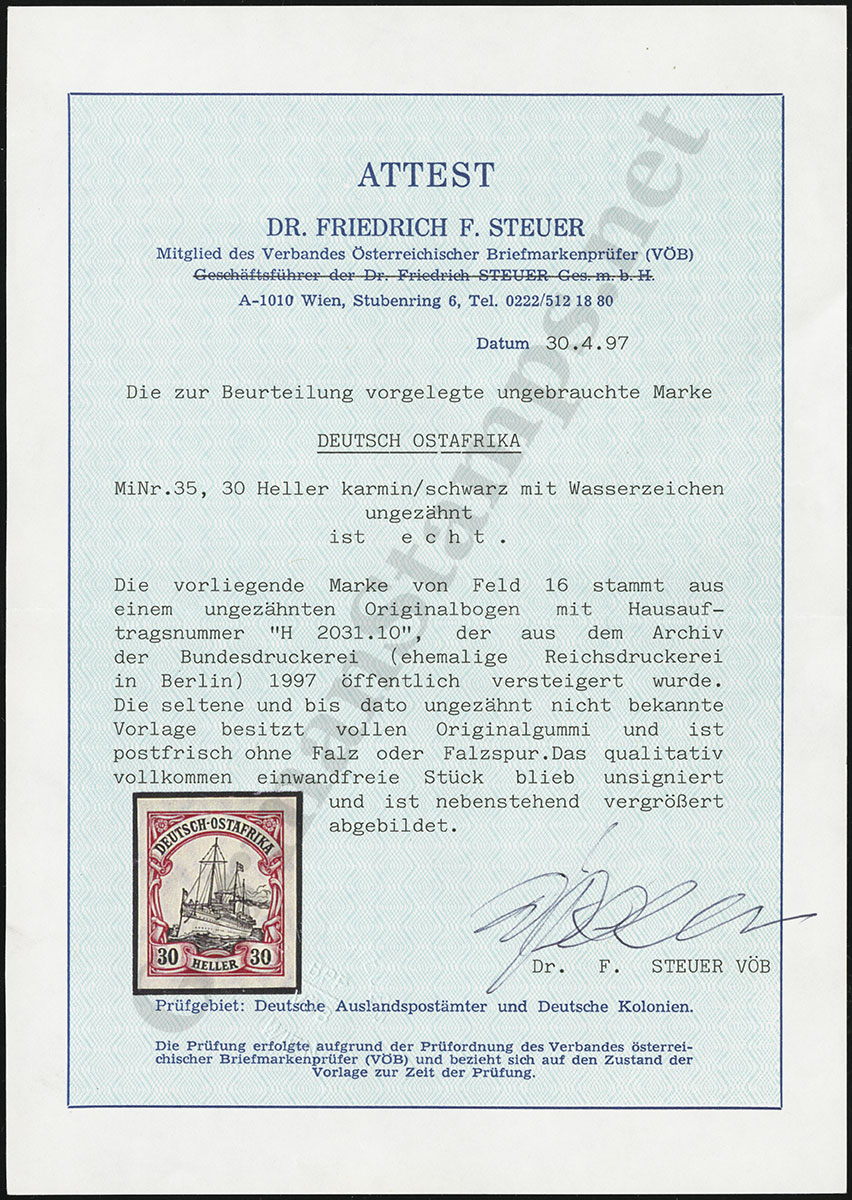 ATTEST
DR. FRIEDRICH F. STEUER
Mitglied des Verbandes Österreichischer Briefmarkenprüfer (VÖB)
Geschäftsführer der Dr. Friedrich STEUER Ges. m. b. H.
A-1010 Wien, Stubenring 6, Tel. 0222/512 18 80
Datum 30.4.97
Die zur Beurteilung vorgelegte ungebrauchte Marke
DEUTSCH OSTAFRIKA
MiNr.35, 30 Heller karmin/schwarz mit Wasserzeichen
ungezähnt
ist e c h t .
Die vorliegende Marke von Feld 16 stammt aus
einem ungezähnten Originalbogen mit Hausauf-
tragsnummer "H 2031.10", der aus dem Archiv
der Bundesdruckerei (ehemalige Reichsdruckerei
in Berlin) 1997 öffentlich versteigert wurde.
Die seltene und bis dato ungezähnt nicht bekannte
Vorlage besitzt vollen Originalgummi und ist
postfrisch ohne Falz oder Falzspur.Das qualitativ
vollkommen einwandfreie Stück blieb unsigniert
und ist nebenstehend vergrößert
abgebildet.
DEUTSCH-OSTAFRIKA
30 HELLER 30
Dr. F. STEUER VÖB
Prüfgebiet: Deutsche Auslandspostämter und Deutsche Kolonien.
Die Prüfung erfolgte aufgrund der Prüfordnung des Verbandes österrei-
chischer Briefmarkenprüfer (VÖB) und bezieht sich auf den Zustand der
Vorlage zur Zeit der Prüfung.